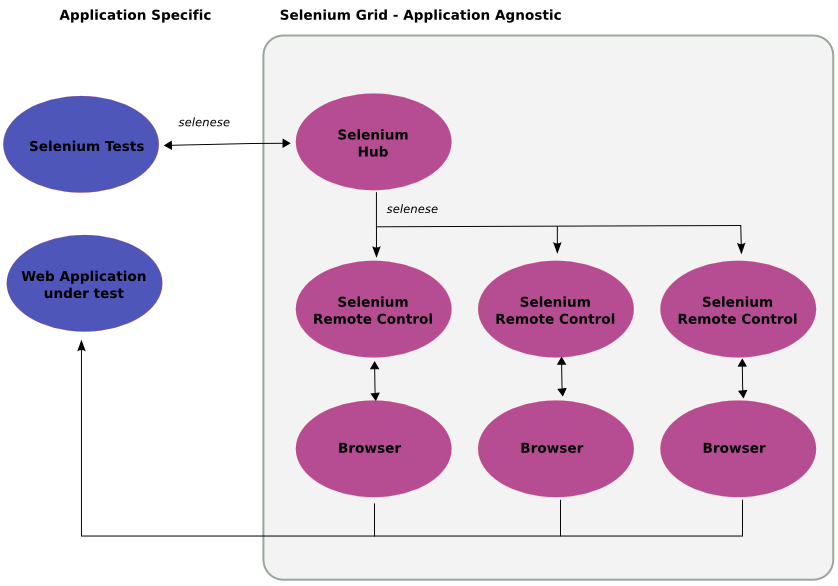 Application Specific
Selenium Grid - Application Agnostic
selenese
Selenium Tests
Selenium
Hub
selenese
Web Application
under test
Selenium
Remote Control
Selenium
Remote Control
Selenium
Remote Control
Browser
Browser
Browser